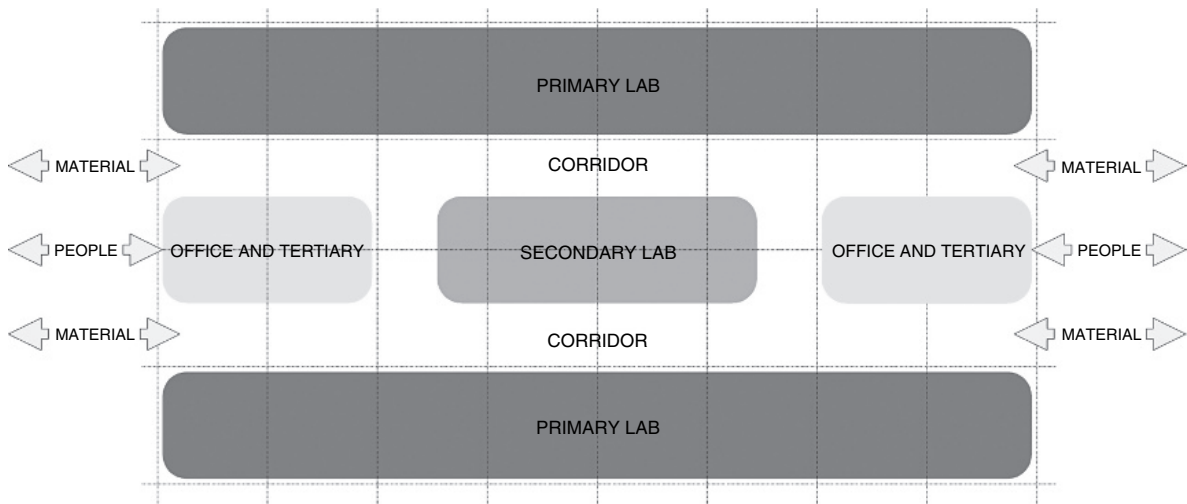 PRIMARY LAB
MATERIAL
CORRIDOR
MATERIAL
PEOPLE
OFFICE AND TERTIARY
SECONDARY LAB
OFFICE AND TERTIARY
PEOPLE
MATERIAL
CORRIDOR
MATERIAL
PRIMARY LAB